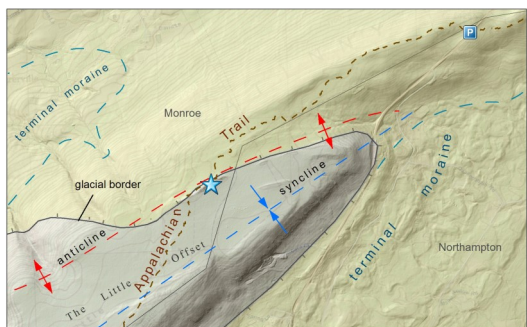 P
terminal moraine
Monroe
Trail
terminal moraine
syncline
glacial border
anticline
Appalachian
The Little Offset
Northampton